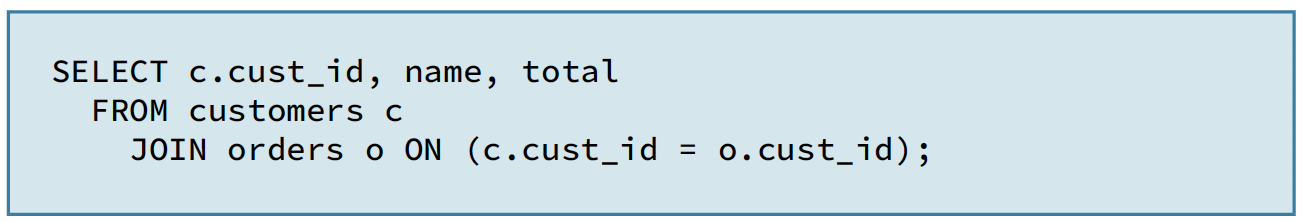 SELECT c.cust_id, name, total
FROM customers c
JOIN orders o ON (c.cust_id = o.cust_id);